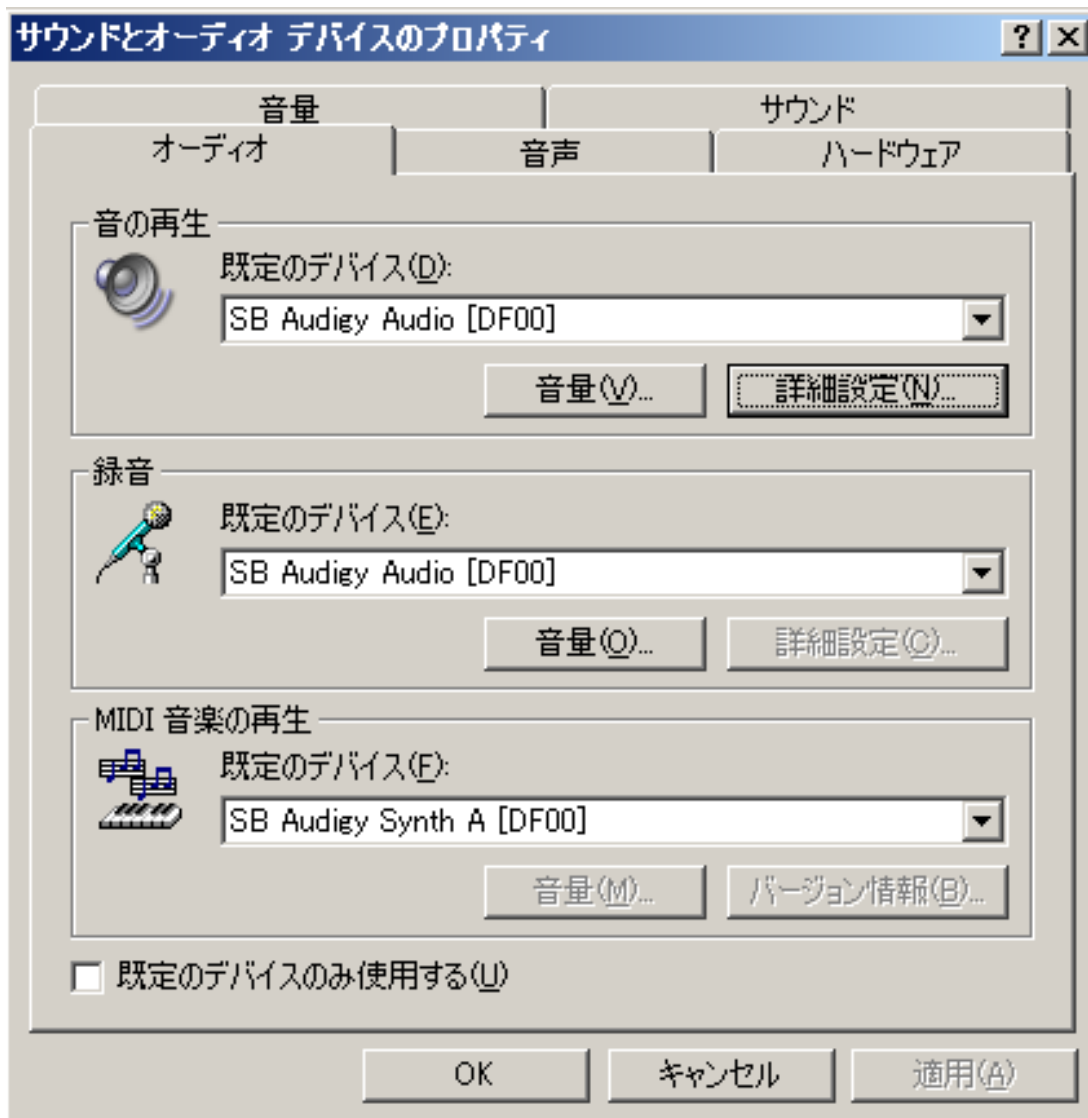 サウンドとオーディオ デバイスのプロパティ
音量 サウンド
オーディオ 音声 ハードウェア
音の再生
既定のデバイス(D):
SB Audigy Audio [DF00]
音量(V)... 詳細設定(N)...
録音
既定のデバイス(E):
SB Audigy Audio [DF00]
音量(O)... 詳細設定(C)...
MIDI 音楽の再生
既定のデバイス(F):
SB Audigy Synth A [DF00]
音量(M)... バージョン情報(B)...
既定のデバイスのみ使用する(U)
OK キャンセル 適用(A)